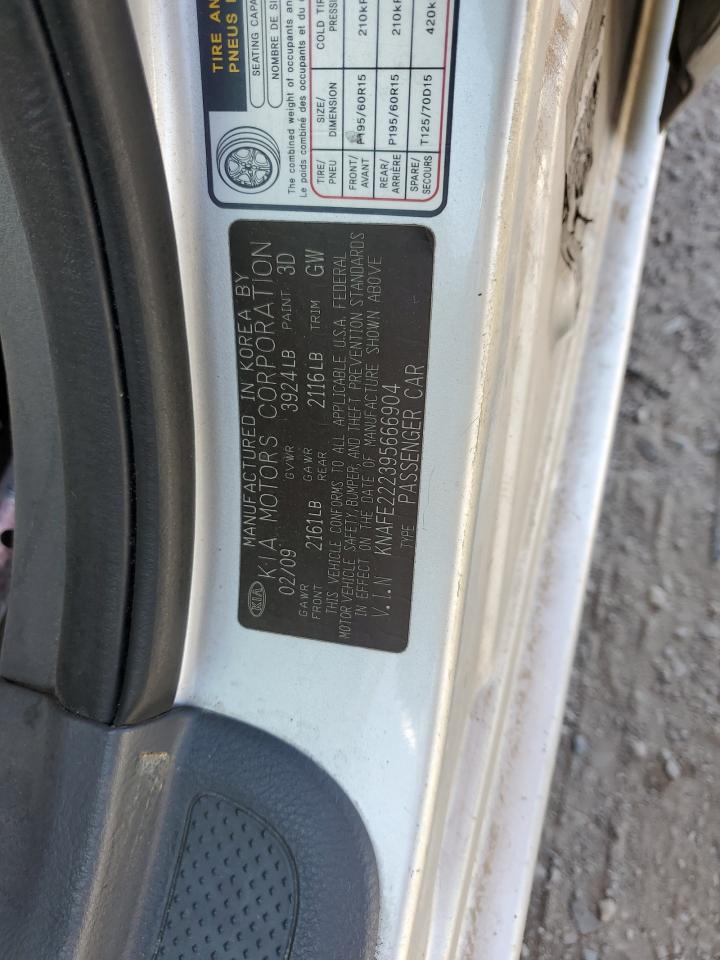 TIRE AN
PNEUS
SEATING CAPA
NOMBRE DE SI
The combined weight of occupants an
Le poids combiné des occupants et du
TIRE/ SIZE/ COLD TIR
PNEU DIMENSION PRESSI
FRONT/ P195/60R15 210kP
AVANT
REAR/ P195/60R15 210kP
ARRIÈRE
SPARE/ T125/70D15 420k
SECOURS
KIA
MANUFACTURED IN KOREA BY
KIA MOTORS CORPORATION
02/09 GVWR 3924LB PAINT 3D
GAWR FRONT 2161LB GAWR REAR 2116LB TRIM GW
THIS VEHICLE CONFORMS TO ALL APPLICABLE U.S.A. FEDERAL
MOTOR VEHICLE SAFETY, BUMPER, AND THEFT PREVENTION STANDARDS
IN EFFECT ON THE DATE OF MANUFACTURE SHOWN ABOVE
V.I.N KNAFE222395666904
TYPE PASSENGER CAR